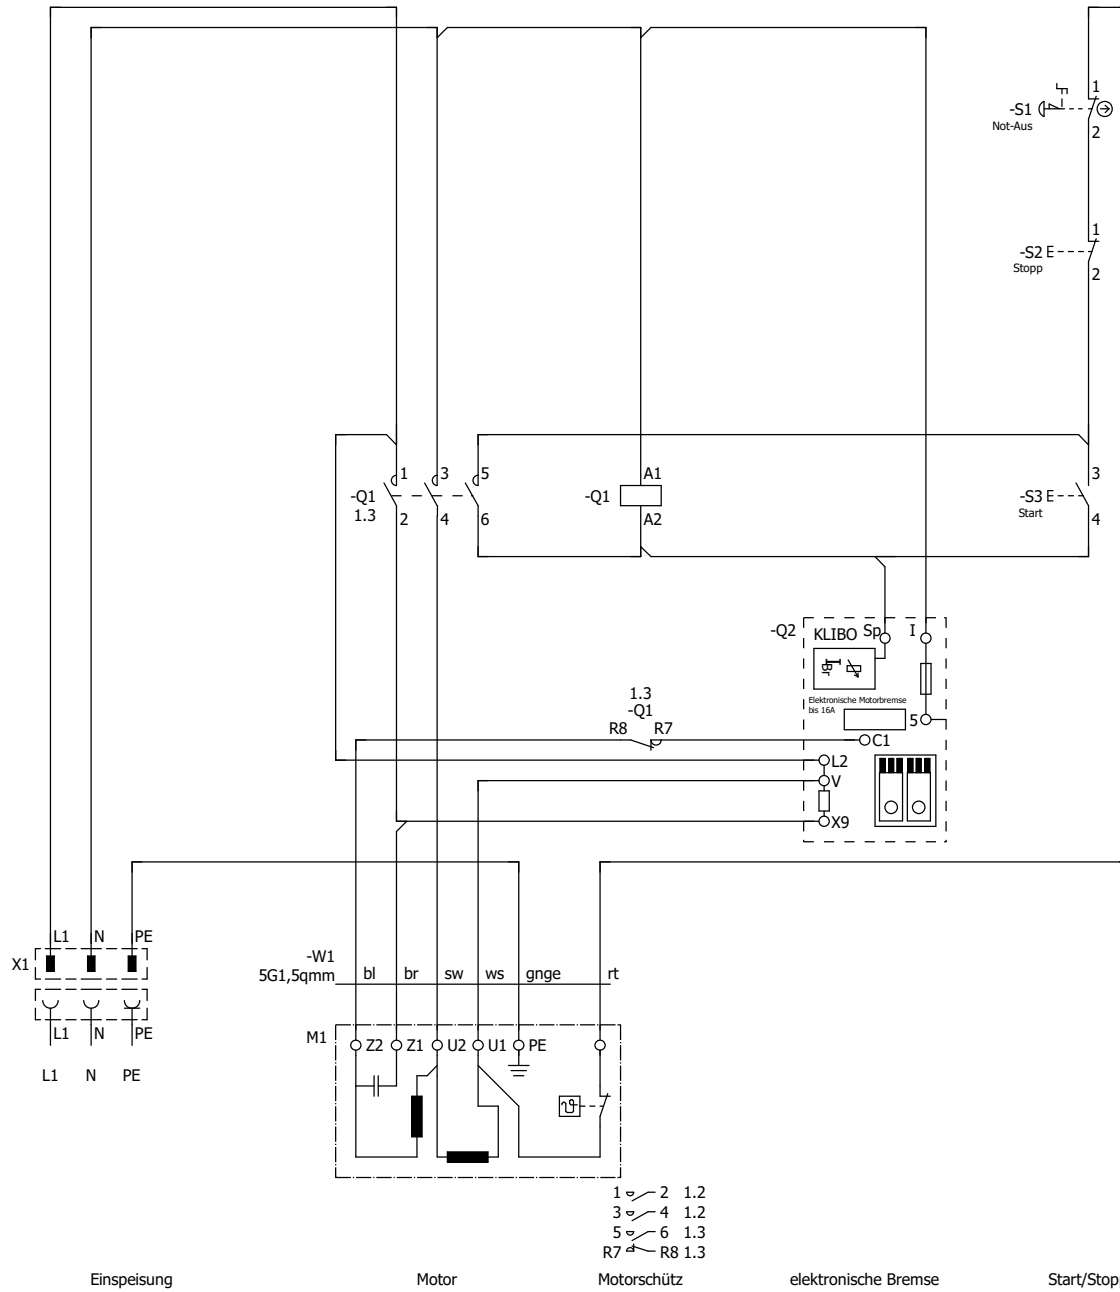 1
-S1
Not-Aus
2
1
-S2 E
Stopp
2
1 3 5
A1
3
-Q1
-Q1
-S3 E
1.3
Start
2 4 6
A2
4
-Q2
KLIBO Sp I
IBr
Elektronische Motorbremse
bis 16A
1.3
-Q1
R8 R7
5
C1
L2
V
X9
L1 N PE
X1
-W1
5G1,5qmm
bl br sw ws gnge rt
L1 N PE
M1
Z2 Z1 U2 U1 PE
L1 N PE
ϑ
1 2 1.2
3 4 1.2
5 6 1.3
R7 R8 1.3
Einspeisung Motor Motorschütz elektronische Bremse Start/Stop